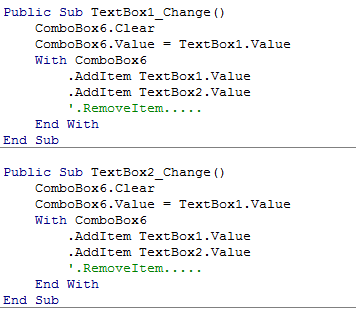 Public Sub TextBox1_Change()
    ComboBox6.Clear
    ComboBox6.Value = TextBox1.Value
    With ComboBox6
        .AddItem TextBox1.Value
        .AddItem TextBox2.Value
        '.RemoveItem.....
    End With
End Sub
Public Sub TextBox2_Change()
    ComboBox6.Clear
    ComboBox6.Value = TextBox1.Value
    With ComboBox6
        .AddItem TextBox1.Value
        .AddItem TextBox2.Value
        '.RemoveItem.....
    End With
End Sub